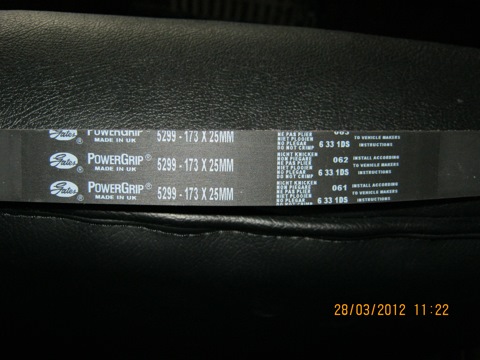 Gates POWERGRIP® 5299 - 173 X 25MM
MADE IN UK
NE PAS PLIER
NIET PLOOIEN
NO PLEGAR
DO NOT CRIMP
063
6 33 1DS
TO VEHICLE MAKERS
INSTRUCTIONS
Gates® POWERGRIP® 5299 - 173 X 25MM
MADE IN UK
NICHT KNICKEN
NON PIEGARE
NE PAS PLIER
NIET PLOOIEN
NO PLEGAR
DO NOT CRIMP
062
6 33 1DS
INSTALL ACCORDING
TO VEHICLE MAKERS
INSTRUCTIONS
Gates® POWERGRIP® 5299 - 173 X 25MM
MADE IN UK
NICHT KNICKEN
NON PIEGARE
NE PAS PLIER
NIET PLOOIEN
NO PLEGAR
DO NOT CRIMP
061
6 33 1DS
INSTALL ACCORDING
TO VEHICLE MAKERS
INSTRUCTIONS
28/03/2012 11:22